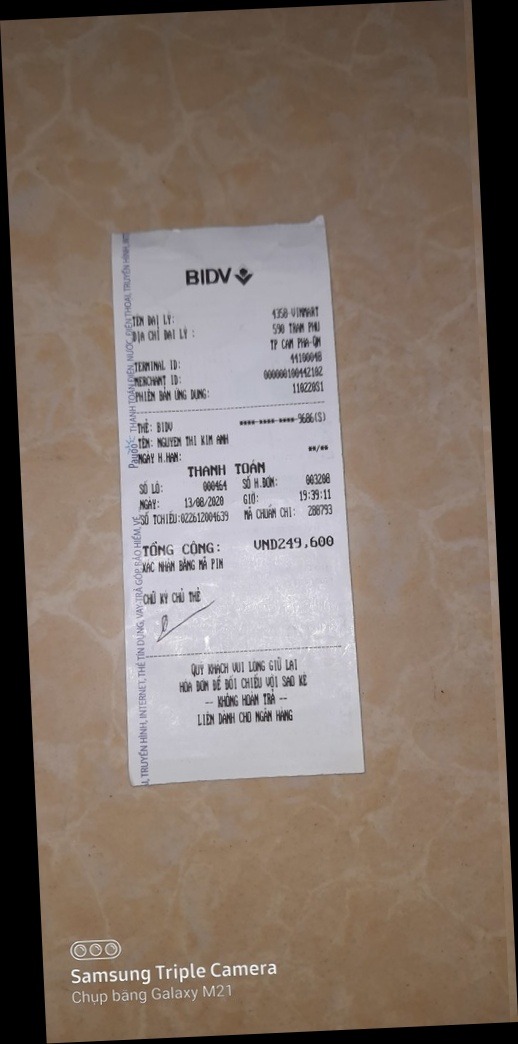 BIDV
TÊN ĐẠI LÝ: 4358-VINMART
ĐỊA CHỈ ĐẠI LÝ : 590 TRAN PHU
TP CAM PHA-QN
TERMINAL ID: 44100048
MERCHANT ID: 000000100442102
PHIÊN BẢN ỨNG DỤNG: 11022051
THẺ: BIDV **** **** **** 9686(S)
TÊN: NGUYEN THI KIM ANH
NGÀY H.HẠN: **/**
THANH TOÁN
SỐ LÔ: 000464 SỐ H.ĐƠN: 003208
NGÀY: 13/08/2020 GIỜ: 19:39:11
SỐ TCHIẾU:022612004639 MÃ CHUẨN CHI: 288793
TỔNG CỘNG: VND249,600
XÁC NHẬN BẰNG MÃ PIN
CHỮ KÝ CHỦ THẺ
QUÝ KHÁCH VUI LÒNG GIỮ LẠI
HÓA ĐƠN ĐỂ ĐỐI CHIẾU VỚI SAO KÊ
-- KHÔNG HOÀN TRẢ --
LIÊN DÀNH CHO NGÂN HÀNG
Payoo THANH TOÁN ĐIỆN, NƯỚC, ĐIỆN THOẠI, TRUYỀN HÌNH,
, TRUYỀN HÌNH, INTERNET, THẺ TÍN DỤNG, VAY TRẢ GÓP, BẢO HIỂM, VÉ
Samsung Triple Camera
Chụp bằng Galaxy M21